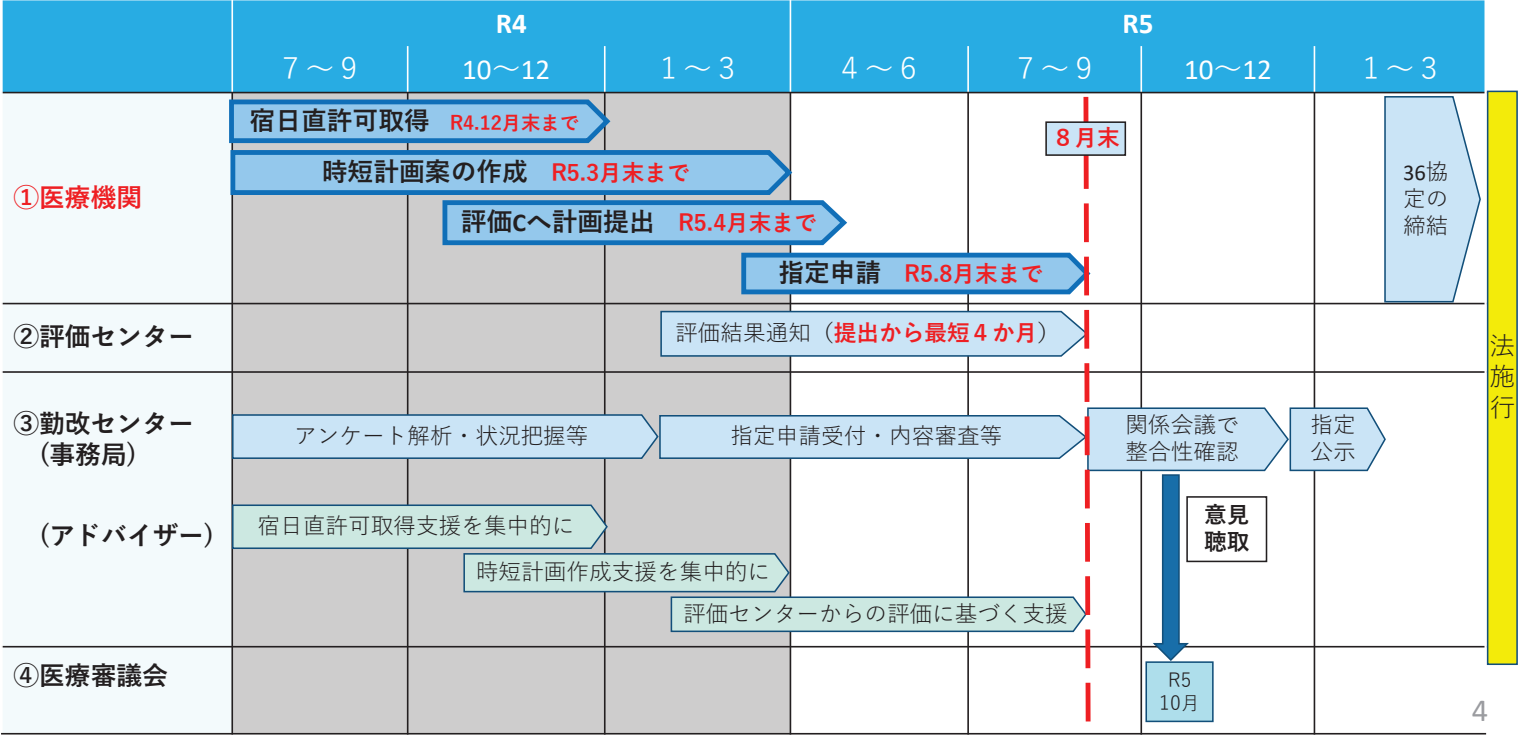 R4
R5
7～9
10～12
1～3
4～6
7～9
10～12
1～3
①医療機関
宿日直許可取得 R4.12月末まで
時短計画案の作成 R5.3月末まで
評価Cへ計画提出 R5.4月末まで
指定申請 R5.8月末まで
8月末
36協
定の
締結
②評価センター
評価結果通知（提出から最短４か月）
③勤改センター
(事務局)
アンケート解析・状況把握等
指定申請受付・内容審査等
関係会議で
整合性確認
指定
公示
(アドバイザー)
宿日直許可取得支援を集中的に
時短計画作成支援を集中的に
評価センターからの評価に基づく支援
意見
聴取
④医療審議会
R5
10月
法施行
4